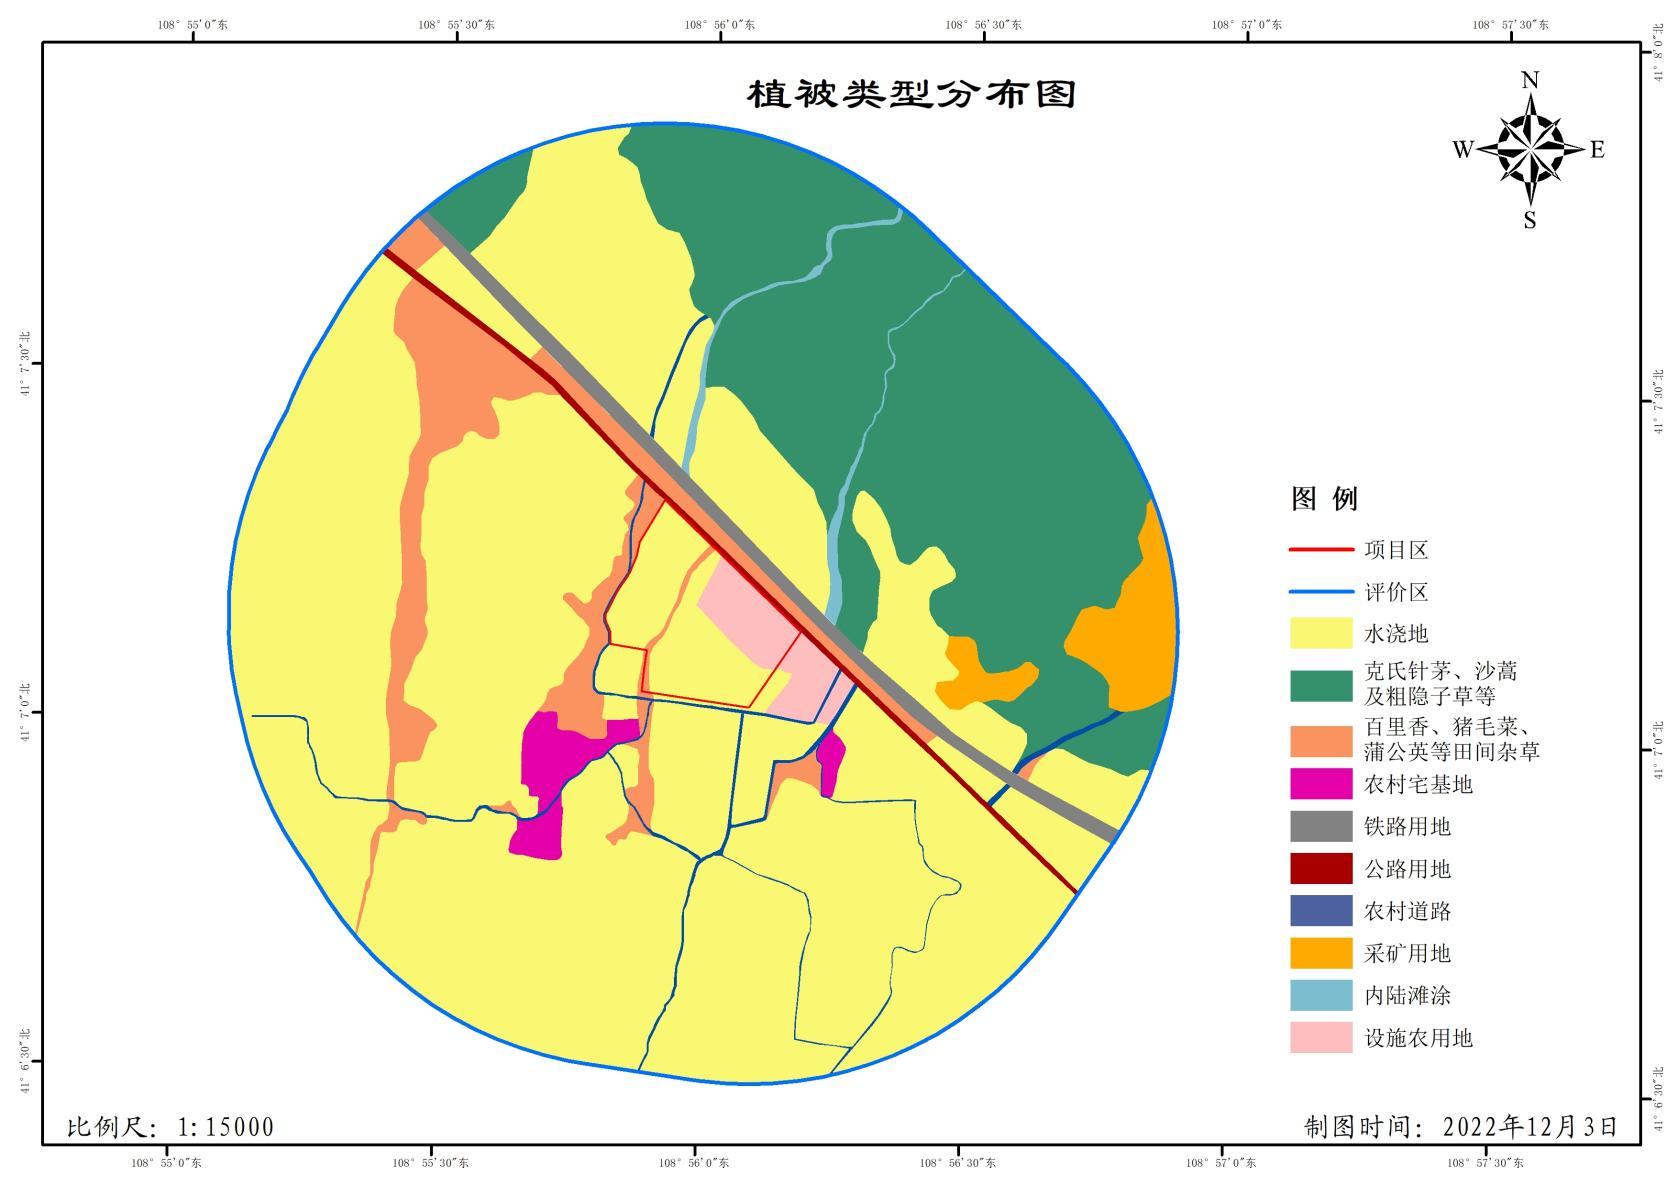 108° 55′0″东 108° 55′30″东 108° 56′0″东 108° 56′30″东 108° 57′0″东 108° 57′30″东
植被类型分布图
N
W E
S
41° 8′0″北
41° 7′30″北
41° 7′30″北
41° 7′0″北
41° 7′0″北
41° 6′30″北
41° 6′30″北
图 例
项目区
评价区
水浇地
克氏针茅、沙蒿
及粗隐子草等
百里香、猪毛菜、
蒲公英等田间杂草
农村宅基地
铁路用地
公路用地
农村道路
采矿用地
内陆滩涂
设施农用地
比例尺：1:15000
制图时间：2022年12月3日
108° 55′0″东 108° 55′30″东 108° 56′0″东 108° 56′30″东 108° 57′0″东 108° 57′30″东